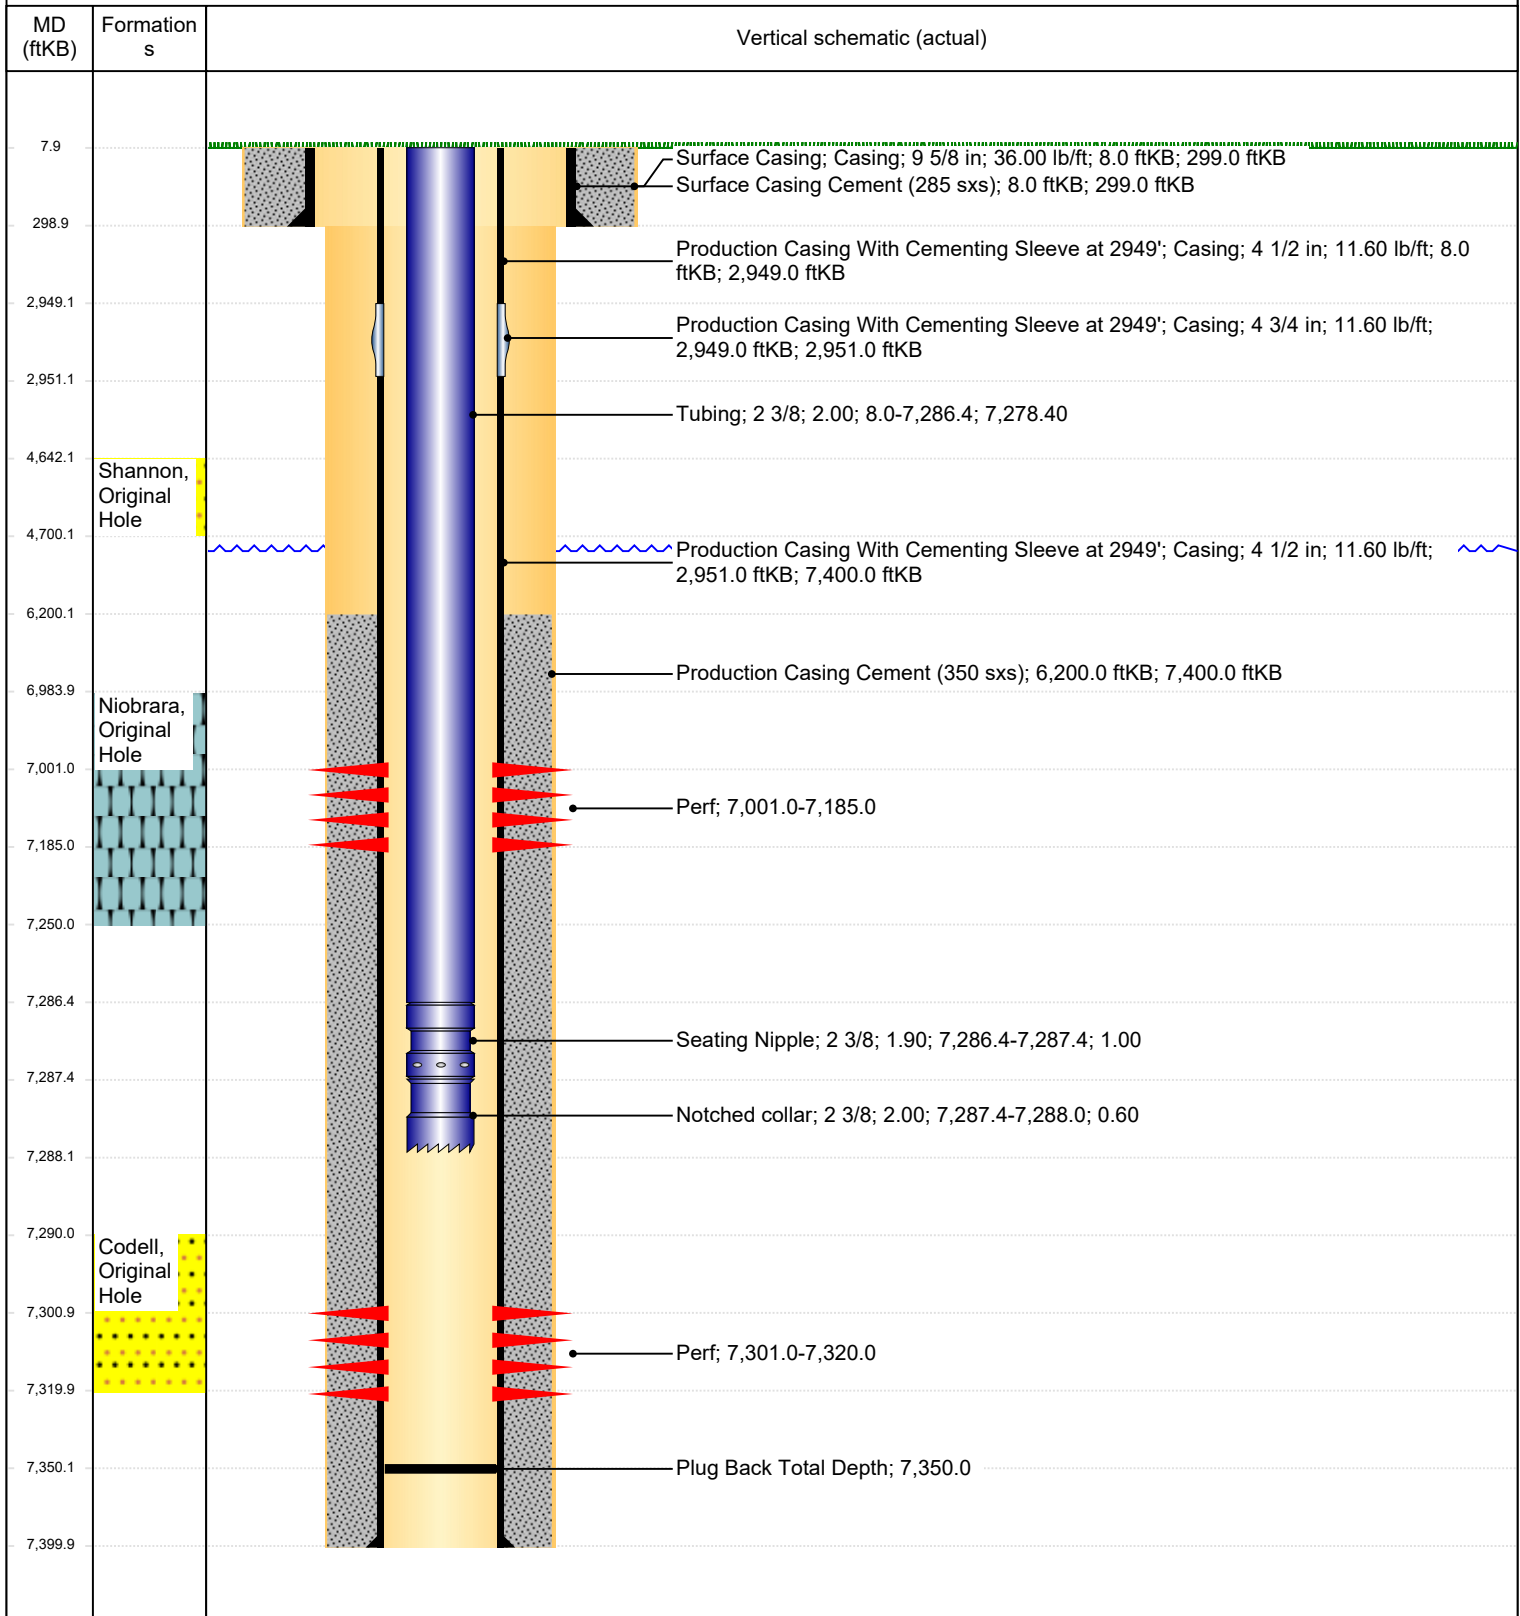 MD
(ftKB)
Formation
s
Vertical schematic (actual)
7.9
Surface Casing; Casing; 9 5/8 in; 36.00 lb/ft; 8.0 ftKB; 299.0 ftKB
Surface Casing Cement (285 sxs); 8.0 ftKB; 299.0 ftKB
298.9
Production Casing With Cementing Sleeve at 2949'; Casing; 4 1/2 in; 11.60 lb/ft; 8.0
ftKB; 2,949.0 ftKB
2,949.1
Production Casing With Cementing Sleeve at 2949'; Casing; 4 3/4 in; 11.60 lb/ft;
2,949.0 ftKB; 2,951.0 ftKB
2,951.1
Tubing; 2 3/8; 2.00; 8.0-7,286.4; 7,278.40
4,642.1
Shannon,
Original
Hole
4,700.1
Production Casing With Cementing Sleeve at 2949'; Casing; 4 1/2 in; 11.60 lb/ft;
2,951.0 ftKB; 7,400.0 ftKB
6,200.1
Production Casing Cement (350 sxs); 6,200.0 ftKB; 7,400.0 ftKB
6,983.9
Niobrara,
Original
Hole
7,001.0
Perf; 7,001.0-7,185.0
7,185.0
7,250.0
7,286.4
Seating Nipple; 2 3/8; 1.90; 7,286.4-7,287.4; 1.00
7,287.4
Notched collar; 2 3/8; 2.00; 7,287.4-7,288.0; 0.60
7,288.1
7,290.0
Codell,
Original
Hole
7,300.9
Perf; 7,301.0-7,320.0
7,319.9
7,350.1
Plug Back Total Depth; 7,350.0
7,399.9